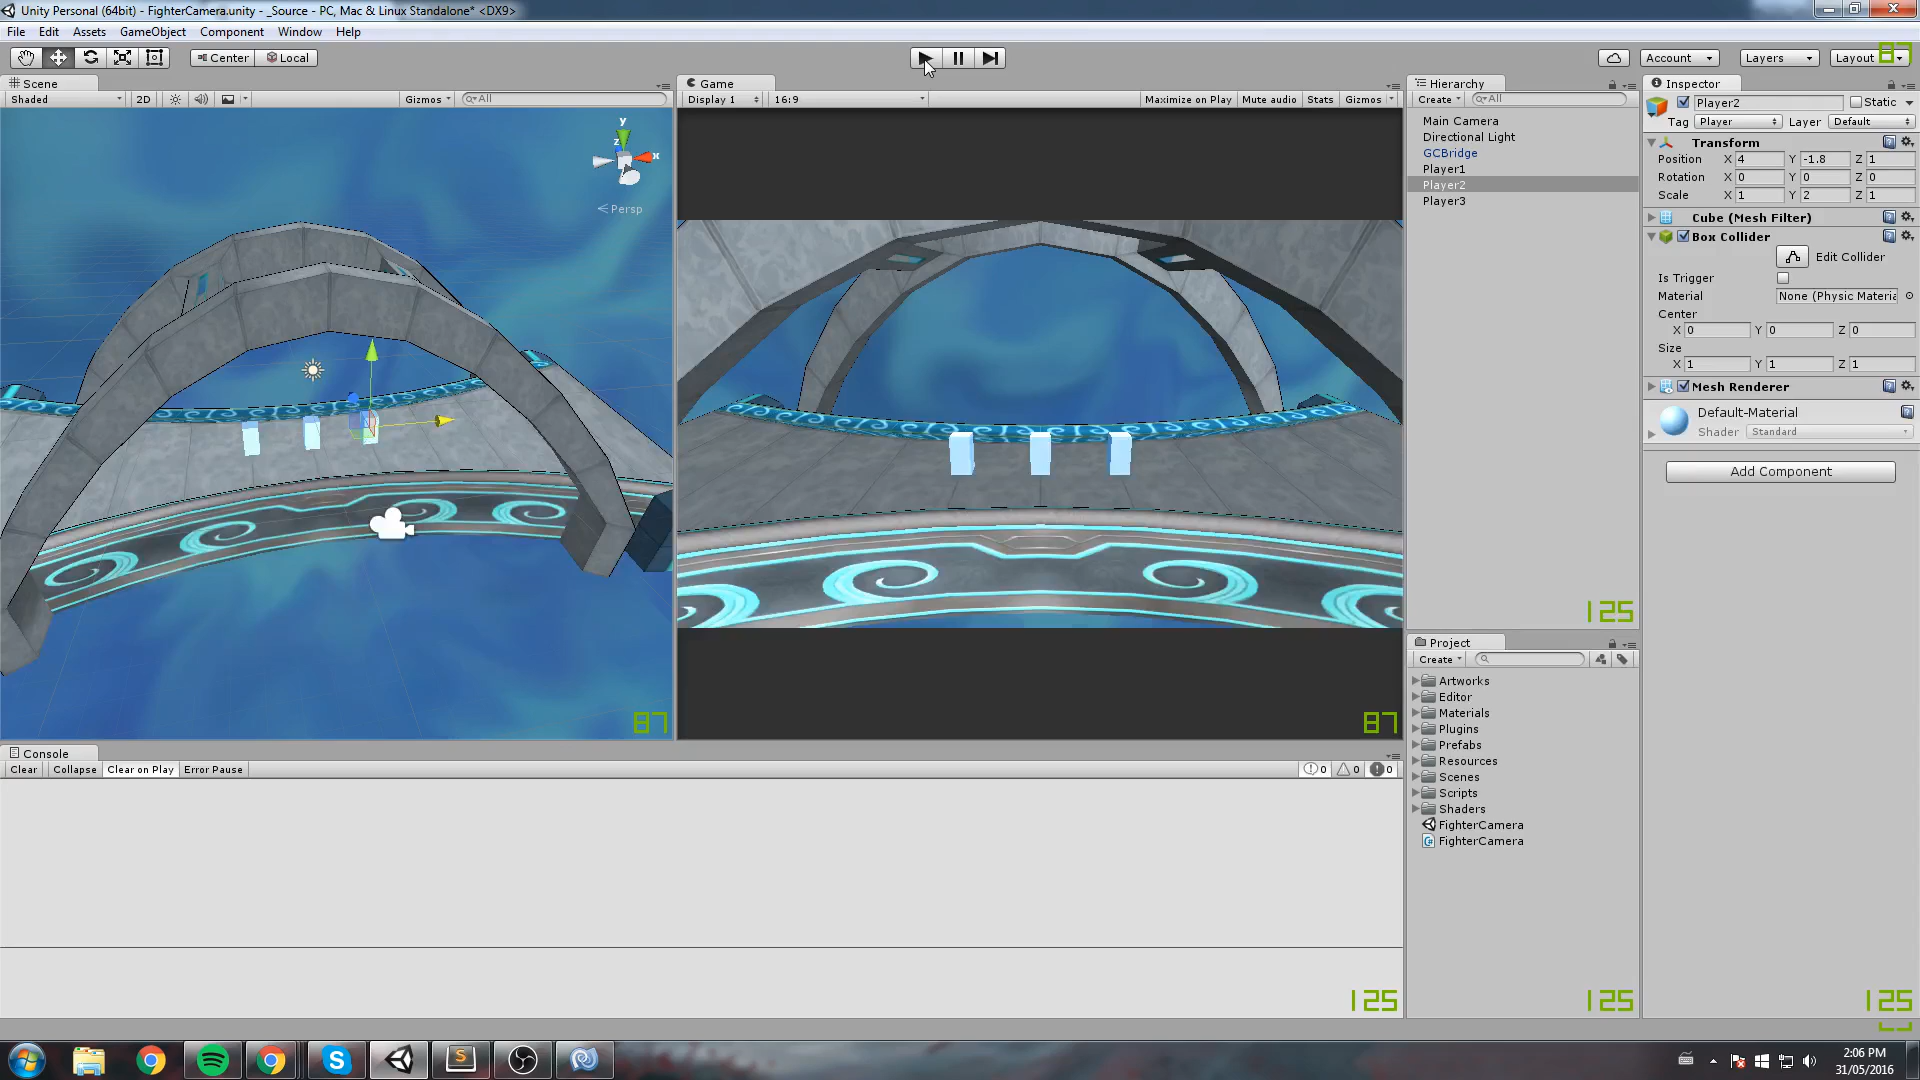 Unity Personal (64bit) - FighterCamera.unity - _Source - PC, Mac & Linux Standalone* <DX9>
File Edit Assets GameObject Component Window Help
87
Center Local Account Layers Layout
Scene Game Hierarchy Inspector
Shaded 2D Gizmos All Display 1 16:9 Maximize on Play Mute audio Stats Gizmos Create All
Player2 Static
Tag Player Layer Default
Main Camera
Directional Light
GCBridge
Player1
Player2
Player3
y
z x
Persp
Transform
Position X 4 Y -1.8 Z 1
Rotation X 0 Y 0 Z 0
Scale X 1 Y 2 Z 1
Cube (Mesh Filter)
Box Collider
Edit Collider
Is Trigger
Material None (Physic Materia
Center
X 0 Y 0 Z 0
Size
X 1 Y 1 Z 1
Mesh Renderer
Default-Material
Shader Standard
Add Component
125
Project
Create
Artworks
Editor
Materials
Plugins
Prefabs
Resources
Scenes
Scripts
Shaders
FighterCamera
FighterCamera
87 87
Console
Clear Collapse Clear on Play Error Pause 0 0 0
125 125 125
2:06 PM
31/05/2016